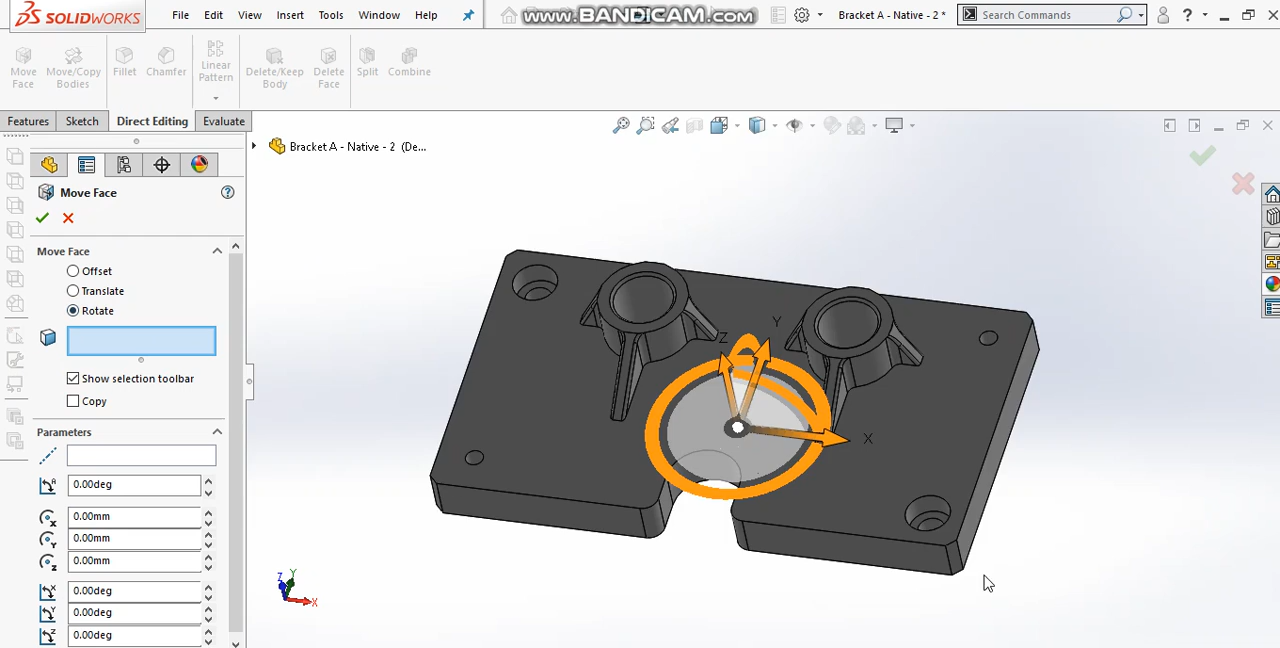 SOLIDWORKS File Edit View Insert Tools Window Help www.BANDICAM.com Bracket A - Native - 2 * Search Commands ?
Move Face Move/Copy Bodies Fillet Chamfer Linear Pattern Delete/Keep Body Delete Face Split Combine
Features Sketch Direct Editing Evaluate
Bracket A - Native - 2 (De...
Move Face ?
Move Face
Offset
Translate
Rotate
Show selection toolbar
Copy
Parameters
0.00deg
0.00mm
0.00mm
0.00mm
0.00deg
0.00deg
0.00deg
Z Y
X
Z Y
X